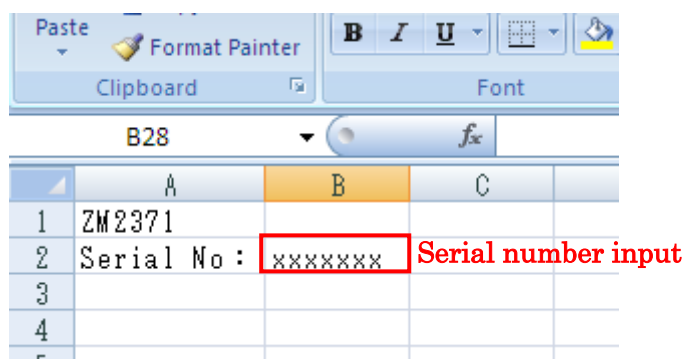 Paste
Format Painter
B I U
Clipboard
Font
B28
fx
A B C
1 ZM2371
2 Serial No: xxxxxxx Serial number input
3
4